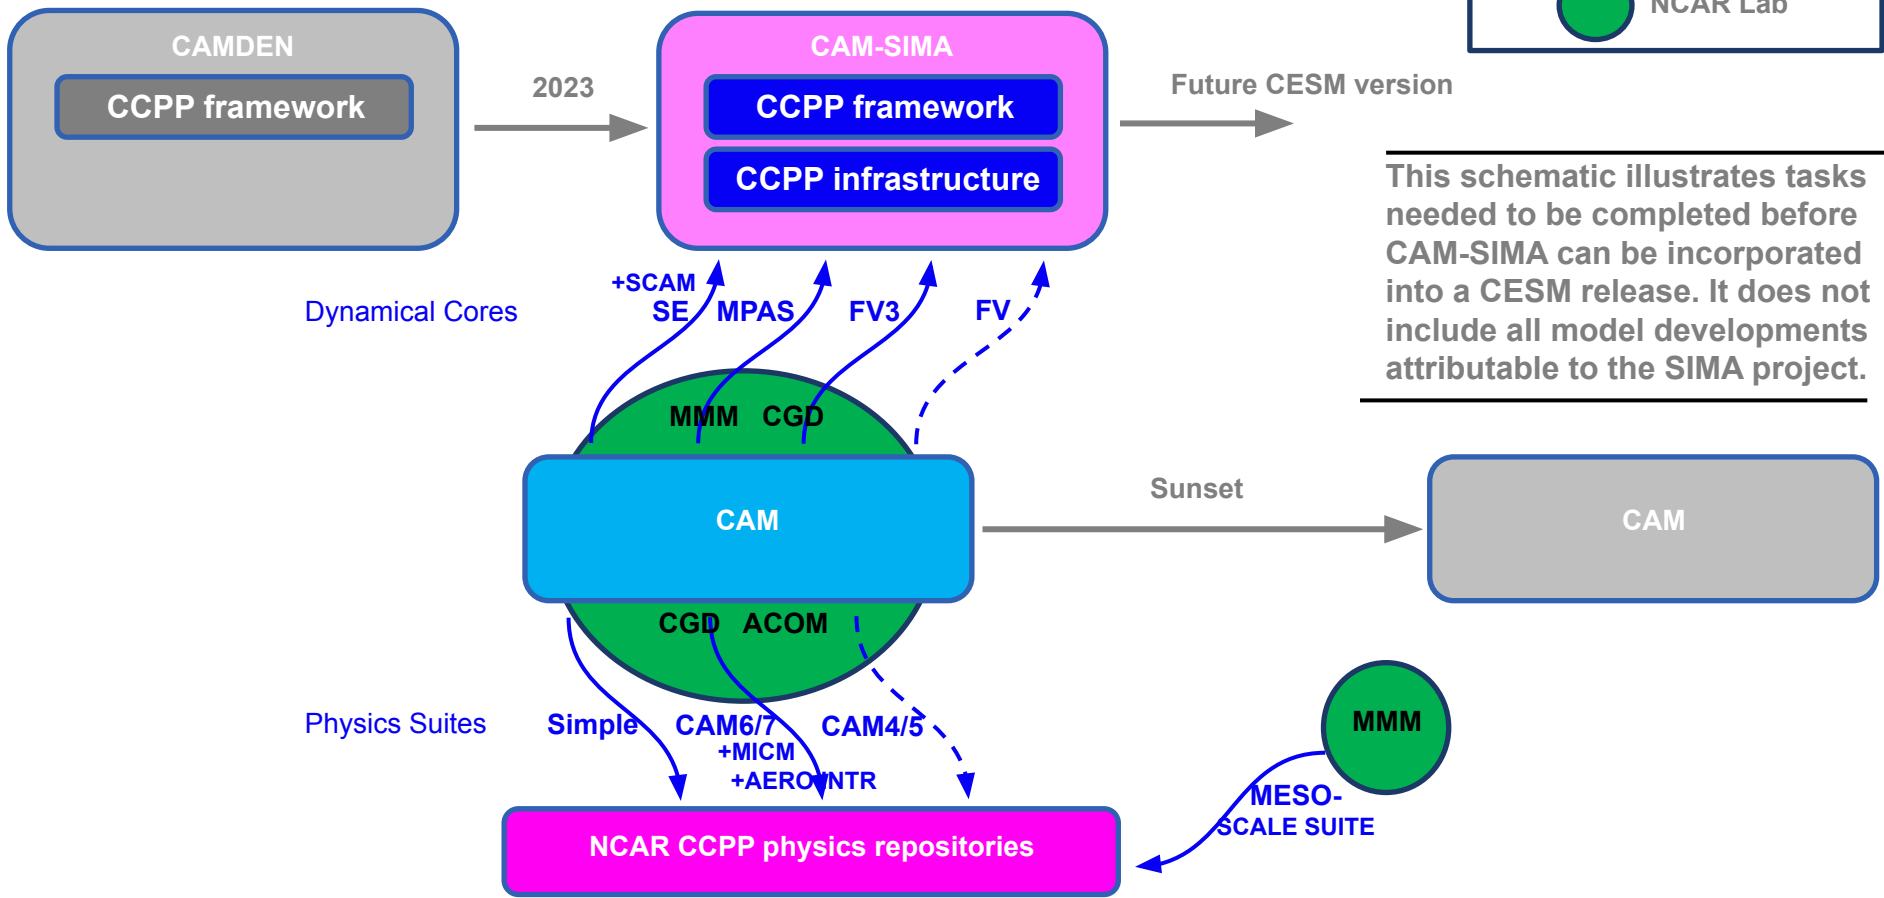 NCAR Lab
CAMDEN
CCPP framework
2023
CAM-SIMA
CCPP framework
CCPP infrastructure
Future CESM version
This schematic illustrates tasks
needed to be completed before
CAM-SIMA can be incorporated
into a CESM release. It does not
include all model developments
attributable to the SIMA project.
Dynamical Cores
+SCAM
SE
MPAS
FV3
FV
MMM
CGD
CAM
Sunset
CAM
CGD
ACOM
Physics Suites
Simple
CAM6/7
+MICM
+AERO INTR
CAM4/5
MMM
MESO-
SCALE SUITE
NCAR CCPP physics repositories